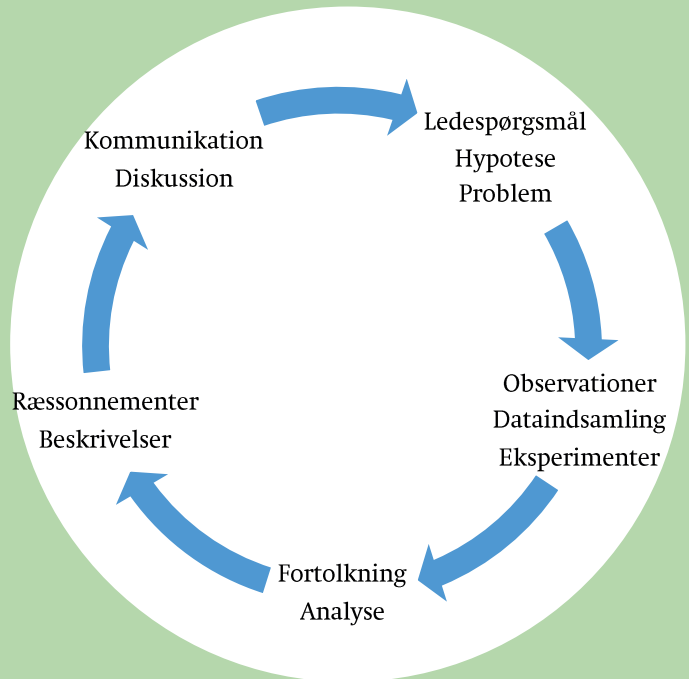 Kommunikation
Diskussion
Ledespørgsmål
Hypotese
Problem
Observationer
Dataindsamling
Eksperimenter
Fortolkning
Analyse
Ræssonnementer
Beskrivelser